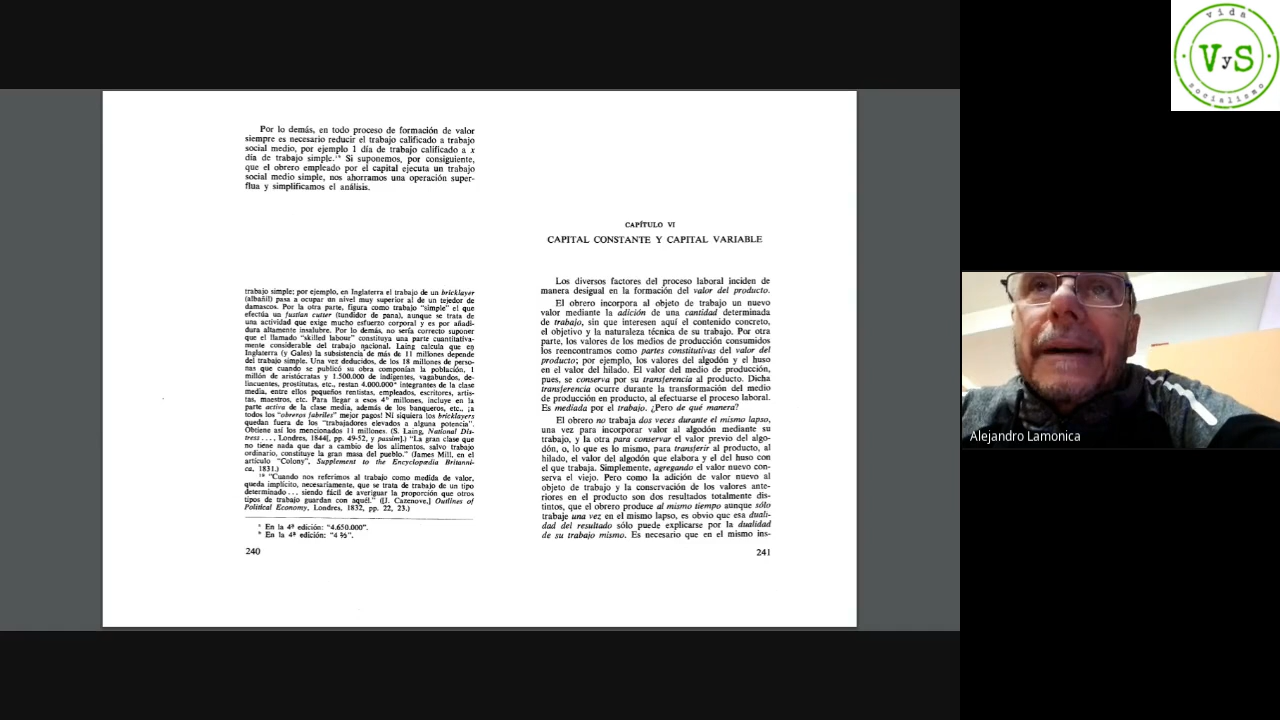 Por lo demás, en todo proceso de formación de valor
siempre es necesario reducir el trabajo calificado a trabajo
social medio, por ejemplo 1 día de trabajo calificado a x
día de trabajo simple.¹⁸ Si suponemos, por consiguiente,
que el obrero empleado por el capital ejecuta un trabajo
social medio simple, nos ahorramos una operación super-
flua y simplificamos el análisis.
trabajo simple; por ejemplo, en Inglaterra el trabajo de un bricklayer
(albañil) pasa a ocupar un nivel muy superior al de un tejedor de
damascos. Por la otra parte, figura como trabajo "simple" el que
efectúa un fustian cutter (tundidor de pana), aunque se trata de
una actividad que exige mucho esfuerzo corporal y es por añadi-
dura altamente insalubre. Por lo demás, no sería correcto suponer
que el llamado "skilled labour" constituya una parte cuantitativa-
mente considerable del trabajo nacional. Laing calcula que en
Inglaterra (y Gales) la subsistencia de más de 11 millones depende
del trabajo simple. Una vez deducidos, de los 18 millones de perso-
nas que cuando se publicó su obra componían la población, 1
millón de aristócratas y 1.500.000 de indigentes, vagabundos, de-
lincuentes, prostitutas, etc., restan 4.000.000ᵃ integrantes de la clase
media, entre ellos pequeños rentistas, empleados, escritores, artis-
tas, maestros, etc. Para llegar a esos 4ᵇ millones, incluye en la
parte activa de la clase media, además de los banqueros, etc., ¡a
todos los "obreros fabriles" mejor pagos! Ni siquiera los bricklayers
quedan fuera de los "trabajadores elevados a alguna potencia".
Obtiene así los mencionados 11 millones. (S. Laing, National Dis-
tress . . . , Londres, 1844[, pp. 49-52, y passim].) "La gran clase que
no tiene nada que dar a cambio de los alimentos, salvo trabajo
ordinario, constituye la gran masa del pueblo." (James Mill, en el
artículo "Colony", Supplement to the Encyclopædia Britanni-
ca, 1831.)
¹⁸ "Cuando nos referimos al trabajo como medida de valor,
queda implícito, necesariamente, que se trata de trabajo de un tipo
determinado . . . siendo fácil de averiguar la proporción que otros
tipos de trabajo guardan con aquél." ([J. Cazenove,] Outlines of
Political Economy, Londres, 1832, pp. 22, 23.)
ᵃ En la 4ª edición: "4.650.000".
ᵇ En la 4ª edición: "4 ⅔".
240
CAPÍTULO VI
CAPITAL CONSTANTE Y CAPITAL VARIABLE
Los diversos factores del proceso laboral inciden de
manera desigual en la formación del valor del producto.
El obrero incorpora al objeto de trabajo un nuevo
valor mediante la adición de una cantidad determinada
de trabajo, sin que interesen aquí el contenido concreto,
el objetivo y la naturaleza técnica de su trabajo. Por otra
parte, los valores de los medios de producción consumidos
los reencontramos como partes constitutivas del valor del
producto; por ejemplo, los valores del algodón y el huso
en el valor del hilado. El valor del medio de producción,
pues, se conserva por su transferencia al producto. Dicha
transferencia ocurre durante la transformación del medio
de producción en producto, al efectuarse el proceso laboral.
Es mediada por el trabajo. ¿Pero de qué manera?
El obrero no trabaja dos veces durante el mismo lapso,
una vez para incorporar valor al algodón mediante su
trabajo, y la otra para conservar el valor previo del algo-
dón, o, lo que es lo mismo, para transferir al producto, al
hilado, el valor del algodón que elabora y el del huso con
el que trabaja. Simplemente, agregando el valor nuevo con-
serva el viejo. Pero como la adición de valor nuevo al
objeto de trabajo y la conservación de los valores ante-
riores en el producto son dos resultados totalmente dis-
tintos, que el obrero produce al mismo tiempo aunque sólo
trabaje una vez en el mismo lapso, es obvio que esa duali-
dad del resultado sólo puede explicarse por la dualidad
de su trabajo mismo. Es necesario que en el mismo ins-
241
vida
VyS
socialismo
Alejandro Lamonica